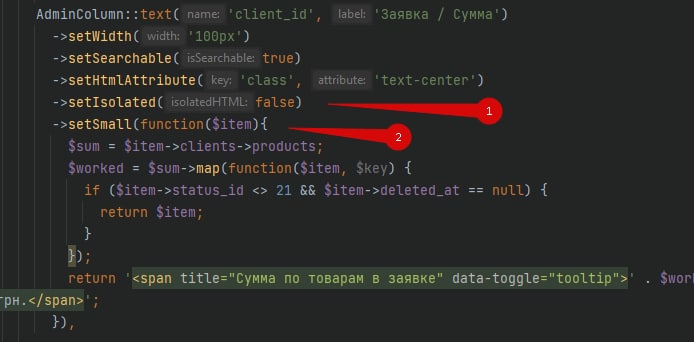 AdminColumn::text( name: 'client_id', label: 'Заявка / Сумма')
->setWidth( width: '100px')
->setSearchable( isSearchable: true)
->setHtmlAttribute( key: 'class', attribute: 'text-center')
->setIsolated( isolatedHTML: false)
1
->setSmall(function($item){
2
$sum = $item->clients->products;
$worked = $sum->map(function($item, $key) {
if ($item->status_id <> 21 && $item->deleted_at == null) {
return $item;
}
});
return '<span title="Сумма по товарам в заявке" data-toggle="tooltip">' . $wor
грн.</span>';
}),